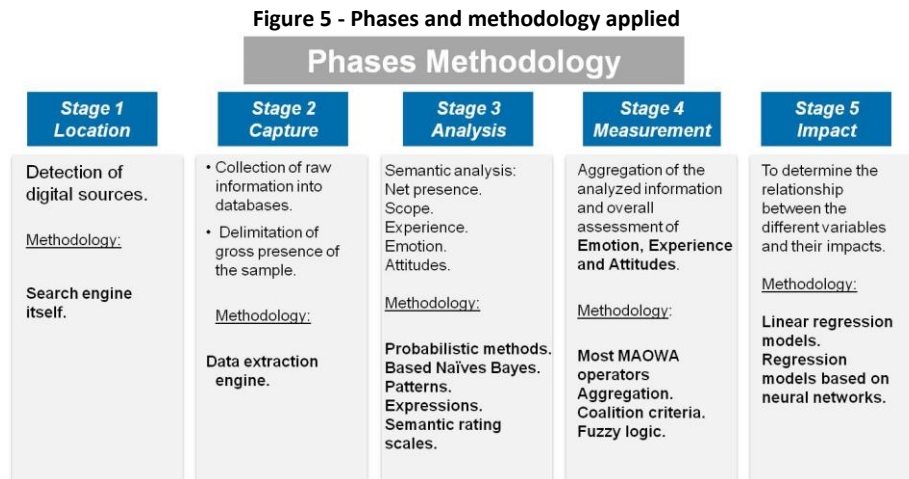 Figure 5 - Phases and methodology applied
Phases Methodology
Stage 1
Location
Detection of
digital sources.
Methodology:
Search engine
itself.
Stage 2
Capture
• Collection of raw
information into
databases.
• Delimitation of
gross presence of
the sample.
Methodology:
Data extraction
engine.
Stage 3
Analysis
Semantic analysis:
Net presence.
Scope.
Experience.
Emotion.
Attitudes.
Methodology:
Probabilistic methods.
Based Naïves Bayes.
Patterns.
Expressions.
Semantic rating
scales.
Stage 4
Measurement
Aggregation of the
analyzed information
and overall
assessment of
Emotion, Experience
and Attitudes.
Methodology:
Most MAOWA
operators
Aggregation.
Coalition criteria.
Fuzzy logic.
Stage 5
Impact
To determine the
relationship
between the
different variables
and their impacts.
Methodology:
Linear regression
models.
Regression
models based on
neural networks.